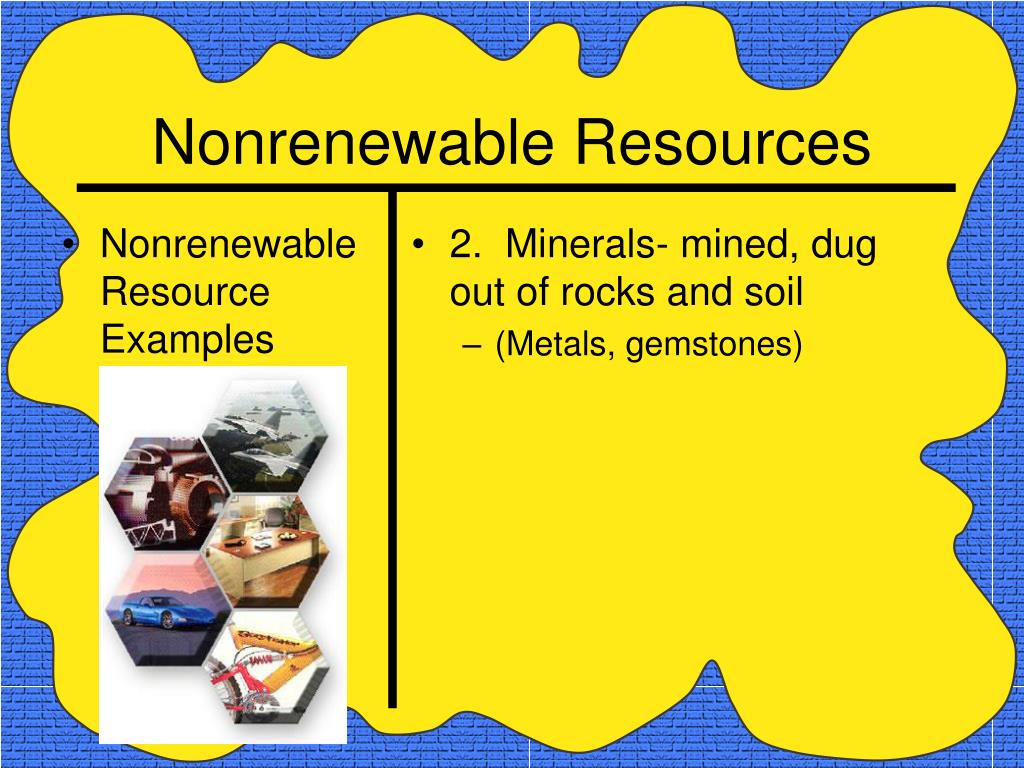 Nonrenewable Resources
• Nonrenewable
Resource
Examples
• 2. Minerals- mined, dug
out of rocks and soil
– (Metals, gemstones)